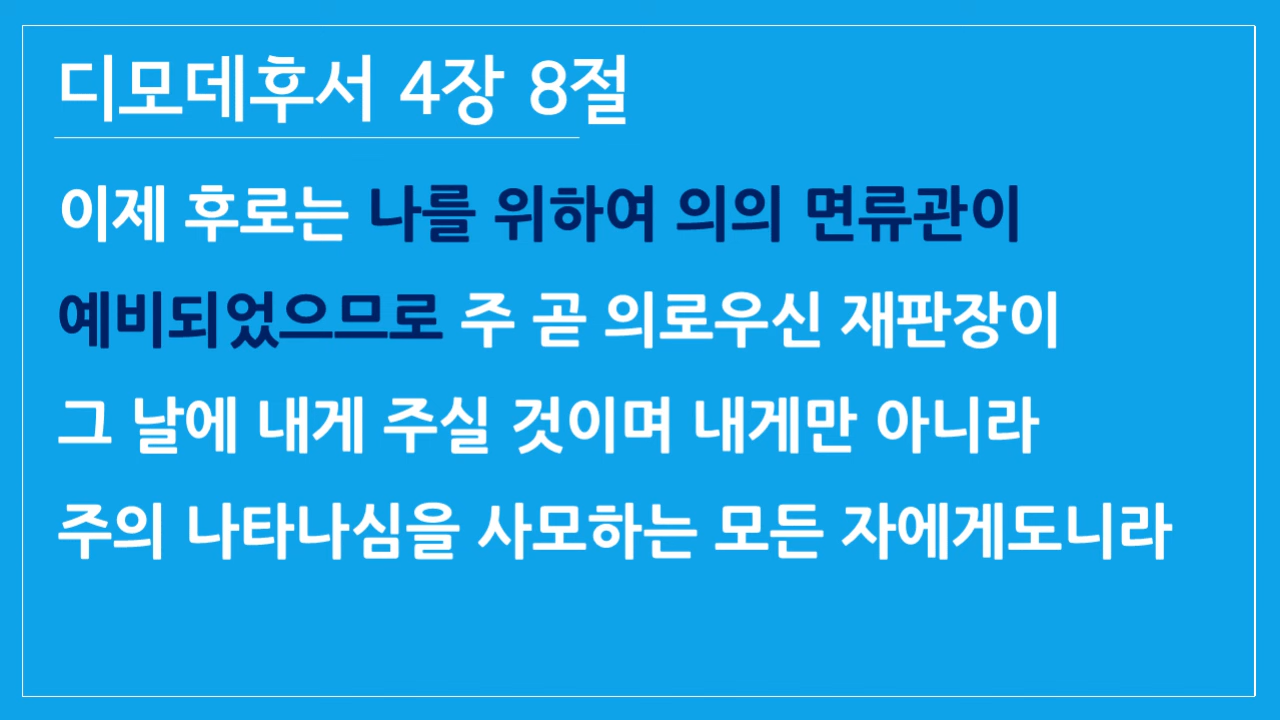 디모데후서 4장 8절
이제 후로는 나를 위하여 의의 면류관이
예비되었으므로 주 곧 의로우신 재판장이
그 날에 내게 주실 것이며 내게만 아니라
주의 나타나심을 사모하는 모든 자에게도니라